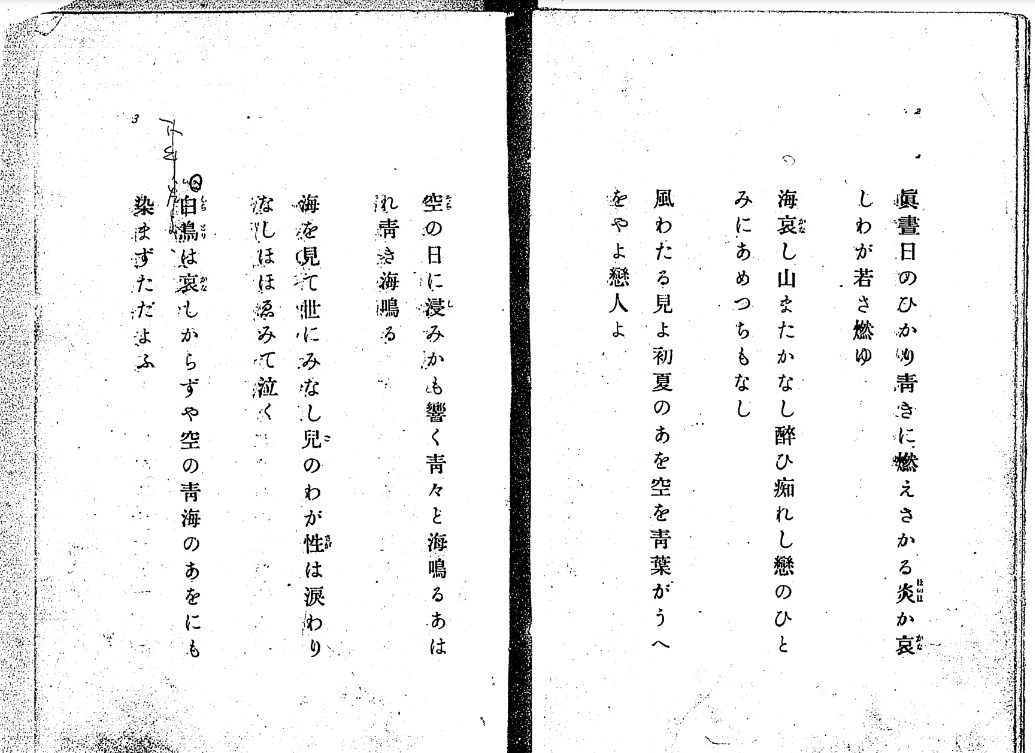 2
眞晝日のひかり靑きに燃えさかる炎か哀
しわが若さ燃ゆ
海哀し山またかなし醉ひ痴れし戀のひと
みにあめつちもなし
風わたる見よ初夏のあを空を靑葉がうへ
をやよ戀人よ
3
空の日に浸みかも響く靑々と海鳴るあは
れ靑き海鳴る
海を見て世にみなし兒のわが性は涙わり
なしほほゑみて泣く
白鳥は哀しからずや空の靑海のあをにも
染まずただよふ